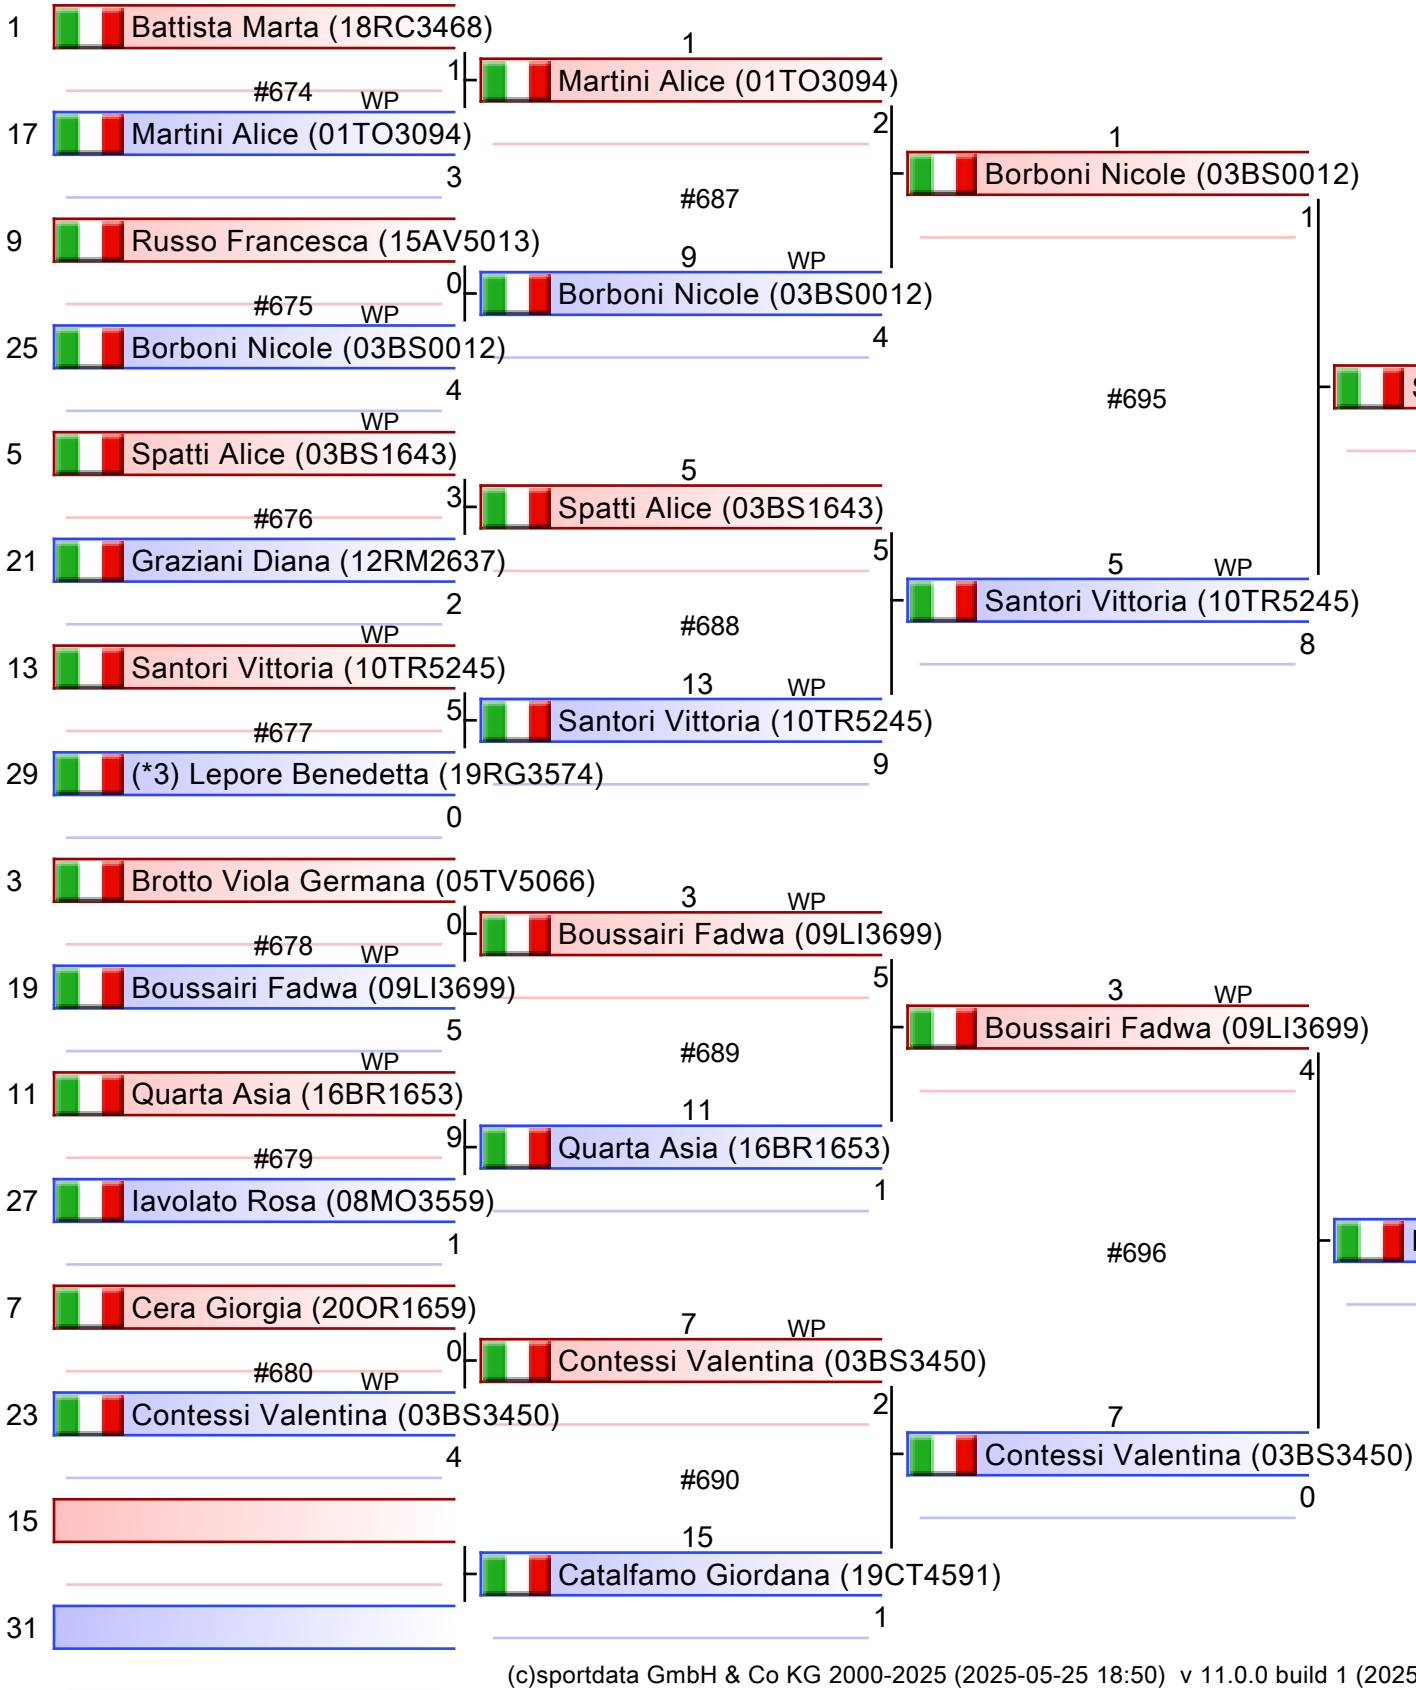 1 Battista Marta (18RC3468)
1
#674 WP
17 Martini Alice (01TO3094)
3
9 Russo Francesca (15AV5013)
0
#675 WP
25 Borboni Nicole (03BS0012)
4
WP
5 Spatti Alice (03BS1643)
3
#676
21 Graziani Diana (12RM2637)
2
WP
13 Santori Vittoria (10TR5245)
5
#677
29 (*3) Lepore Benedetta (19RG3574)
0
3 Brotto Viola Germana (05TV5066)
0
#678 WP
19 Boussairi Fadwa (09LI3699)
5
WP
11 Quarta Asia (16BR1653)
9
#679
27 Iavolato Rosa (08MO3559)
1
7 Cera Giorgia (20OR1659)
0
#680 WP
23 Contessi Valentina (03BS3450)
4
15
31
1
Martini Alice (01TO3094)
2
#687
9 WP
Borboni Nicole (03BS0012)
4
5
Spatti Alice (03BS1643)
5
#688
13 WP
Santori Vittoria (10TR5245)
9
3 WP
Boussairi Fadwa (09LI3699)
5
#689
11
Quarta Asia (16BR1653)
1
7 WP
Contessi Valentina (03BS3450)
2
#690
15
Catalfamo Giordana (19CT4591)
1
1
Borboni Nicole (03BS0012)
1
#695
5 WP
Santori Vittoria (10TR5245)
8
3 WP
Boussairi Fadwa (09LI3699)
4
#696
7
Contessi Valentina (03BS3450)
0
(c)sportdata GmbH & Co KG 2000-2025 (2025-05-25 18:50) v 11.0.0 build 1 (2025